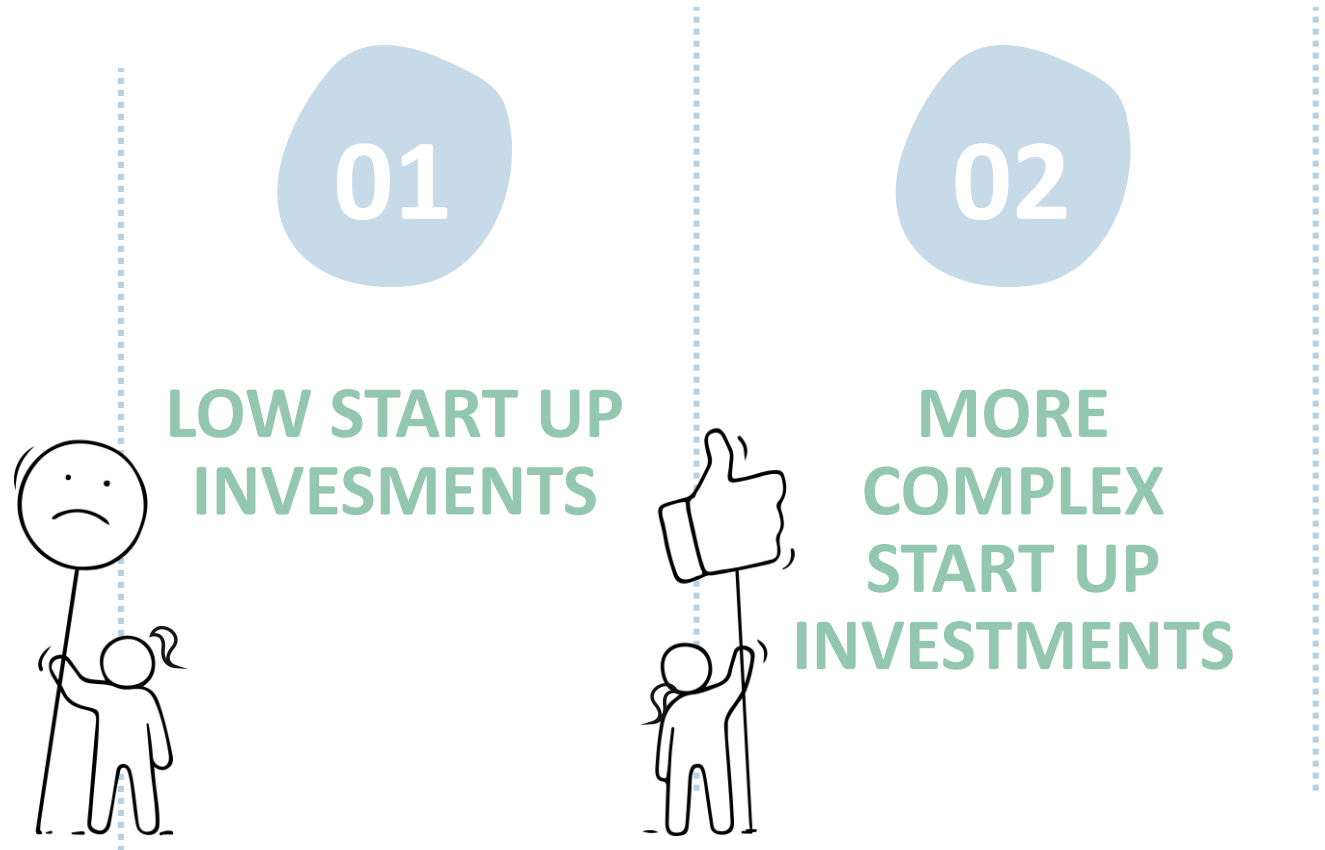 01
LOW START UP
INVESMENTS
02
MORE
COMPLEX
START UP
INVESTMENTS